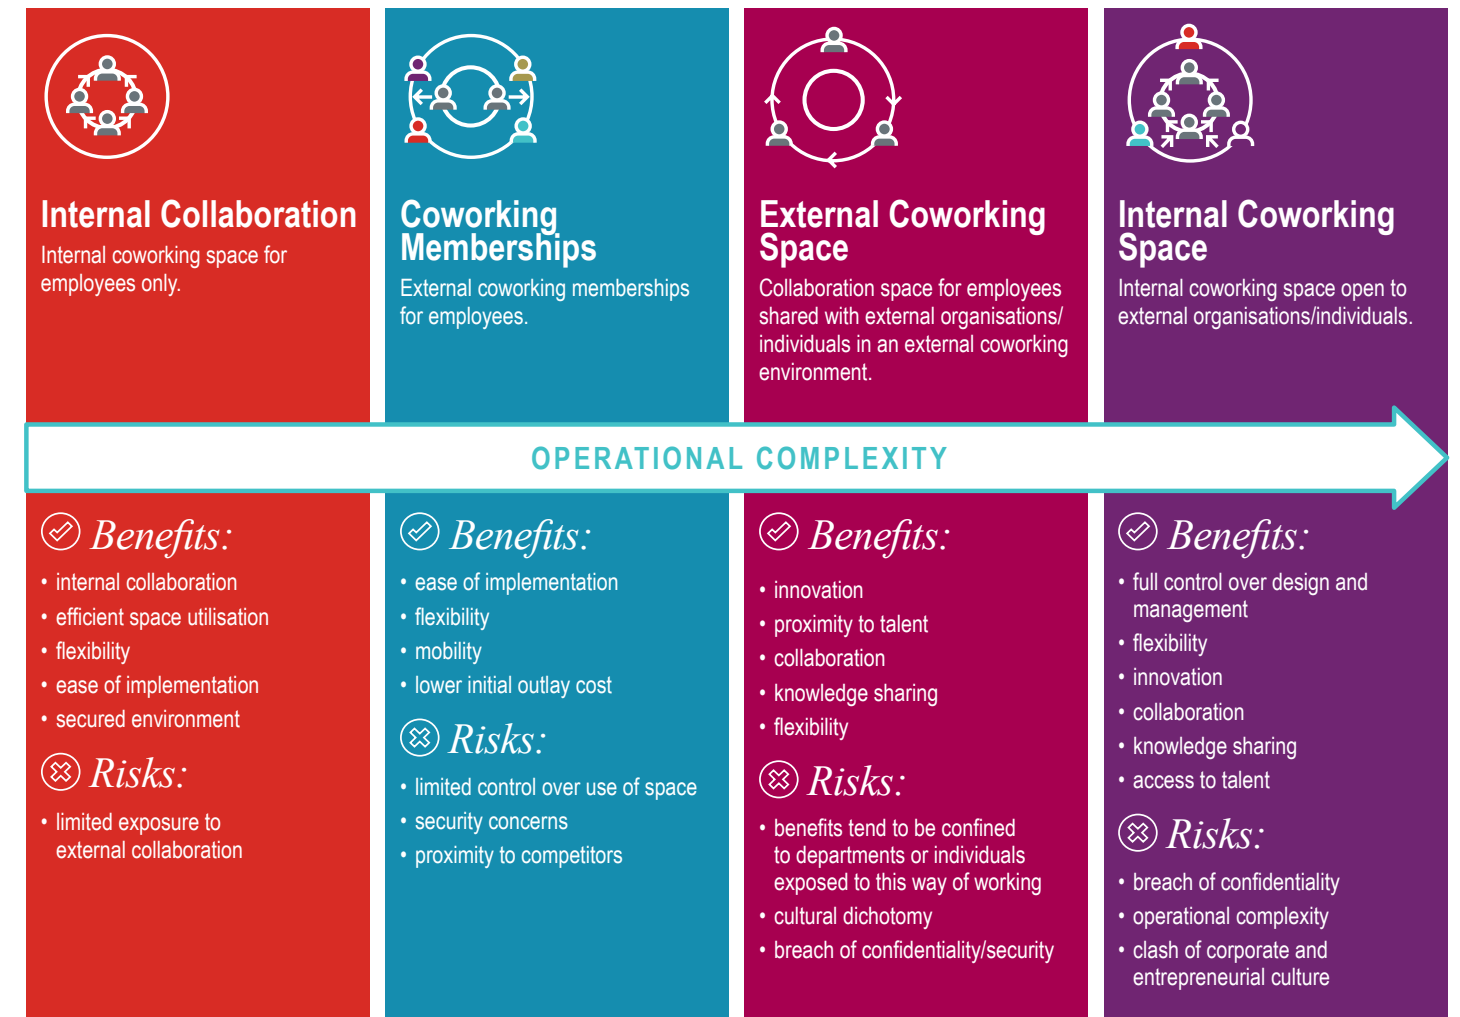 Internal Collaboration
Internal coworking space for
employees only.
Coworking
Memberships
External coworking memberships
for employees.
External Coworking
Space
Collaboration space for employees
shared with external organisations/
individuals in an external coworking
environment.
Internal Coworking
Space
Internal coworking space open to
external organisations/individuals.
OPERATIONAL COMPLEXITY
Benefits:
• internal collaboration
• efficient space utilisation
• flexibility
• ease of implementation
• secured environment
Risks:
• limited exposure to
external collaboration
Benefits:
• ease of implementation
• flexibility
• mobility
• lower initial outlay cost
Risks:
• limited control over use of space
• security concerns
• proximity to competitors
Benefits:
• innovation
• proximity to talent
• collaboration
• knowledge sharing
• flexibility
Risks:
• benefits tend to be confined
to departments or individuals
exposed to this way of working
• cultural dichotomy
• breach of confidentiality/security
Benefits:
• full control over design and
management
• flexibility
• innovation
• collaboration
• knowledge sharing
• access to talent
Risks:
• breach of confidentiality
• operational complexity
• clash of corporate and
entrepreneurial culture